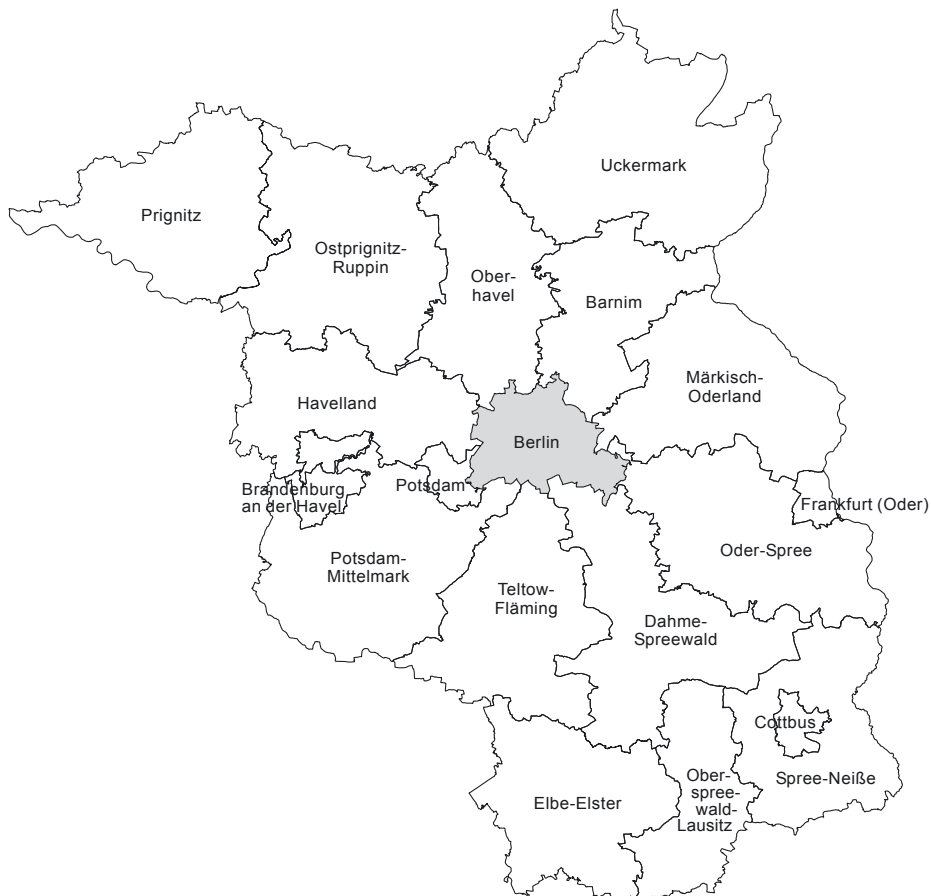 Uckermark
Prignitz
Ostprignitz-
Ruppin
Ober-
havel
Barnim
Märkisch-
Oderland
Havelland
Berlin
Brandenburg
an der Havel
Potsdam
Frankfurt (Oder)
Oder-Spree
Potsdam-
Mittelmark
Teltow-
Fläming
Dahme-
Spreewald
Cottbus
Spree-Neiße
Ober-
spree-
wald-
Lausitz
Elbe-Elster